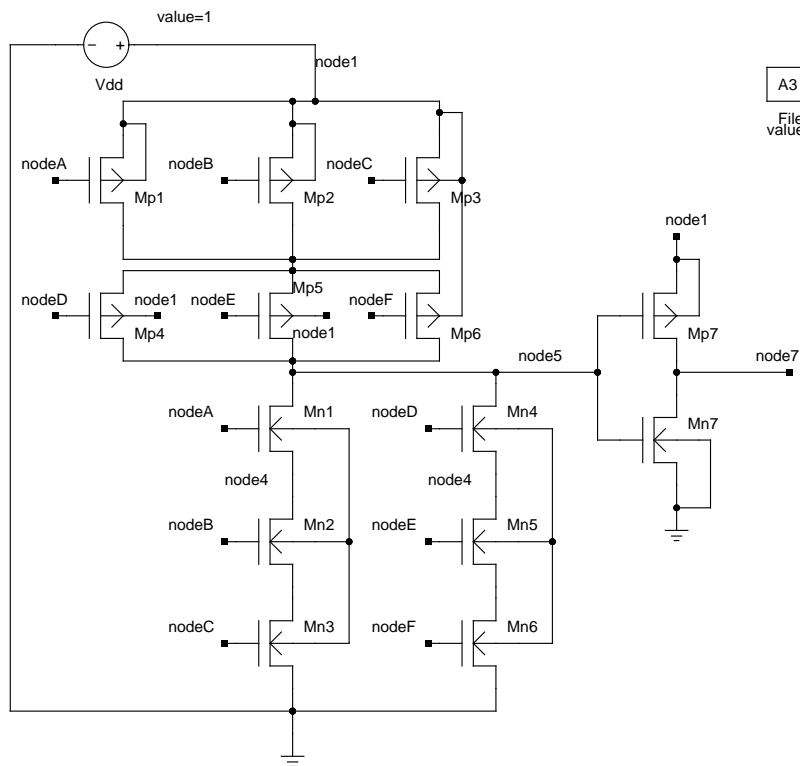 value=1
− +
Vdd
node1
A3
File
value
nodeA
nodeB
nodeC
Mp1
Mp2
Mp3
node1
nodeD
node1
nodeE
Mp5
nodeF
Mp4
node1
Mp6
Mp7
node5
node7
nodeA
Mn1
nodeD
Mn4
Mn7
node4
node4
nodeB
Mn2
nodeE
Mn5
nodeC
Mn3
nodeF
Mn6